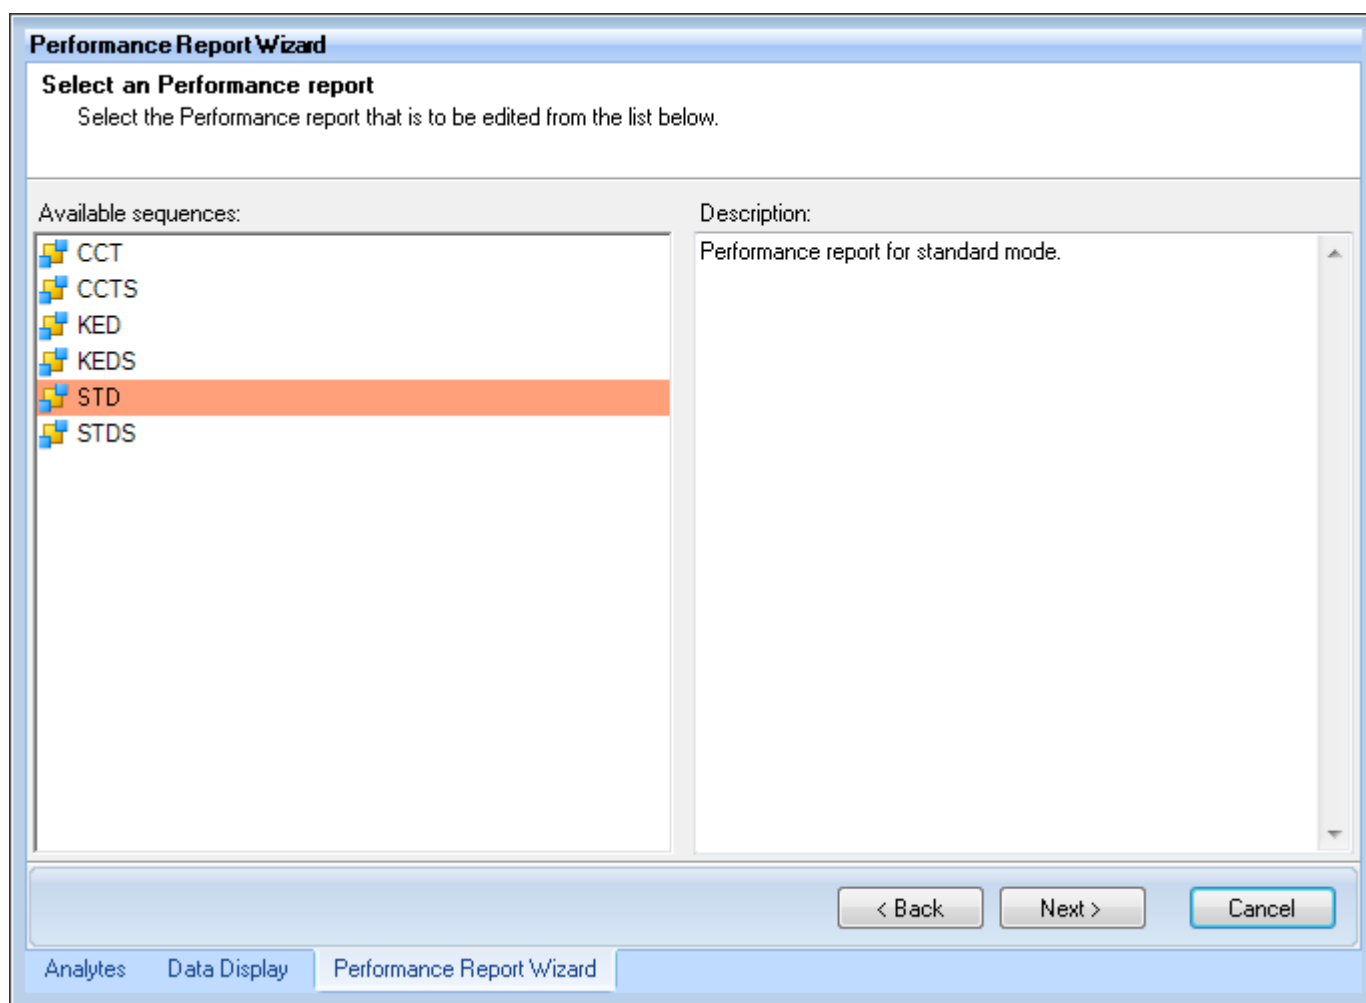 Performance Report Wizard
Select an Performance report
Select the Performance report that is to be edited from the list below.
Available sequences:
Description:
CCT
CCTS
KED
KEDS
STD
STDS
Performance report for standard mode.
< Back
Next >
Cancel
Analytes
Data Display
Performance Report Wizard